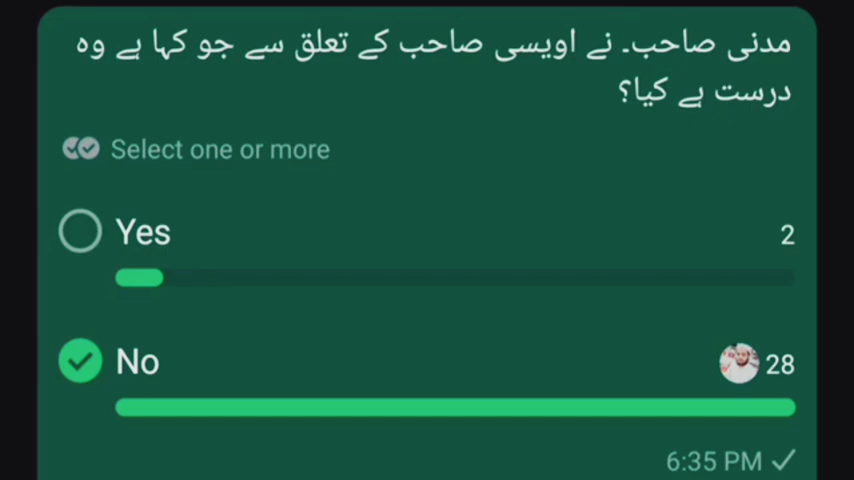 مدنی صاحب۔ نے اویسی صاحب کے تعلق سے جو کہا ہے وہ
درست ہے کیا؟
Select one or more
Yes 2
No 28
6:35 PM